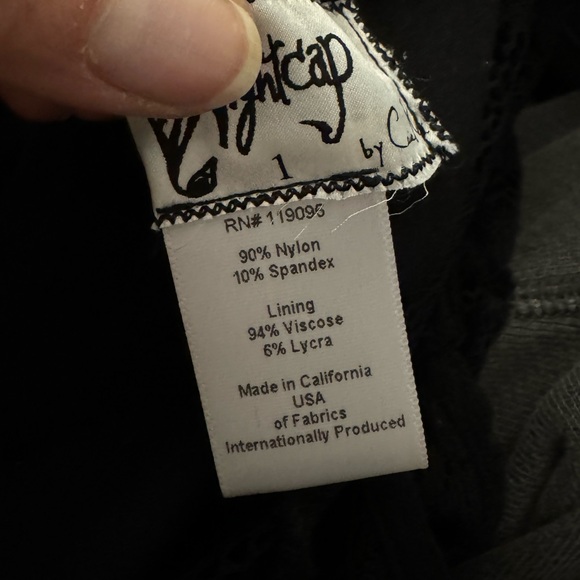 1
by
RN# 119095
90% Nylon
10% Spandex
Lining
94% Viscose
6% Lycra
Made in California
USA
of Fabrics
Internationally Produced